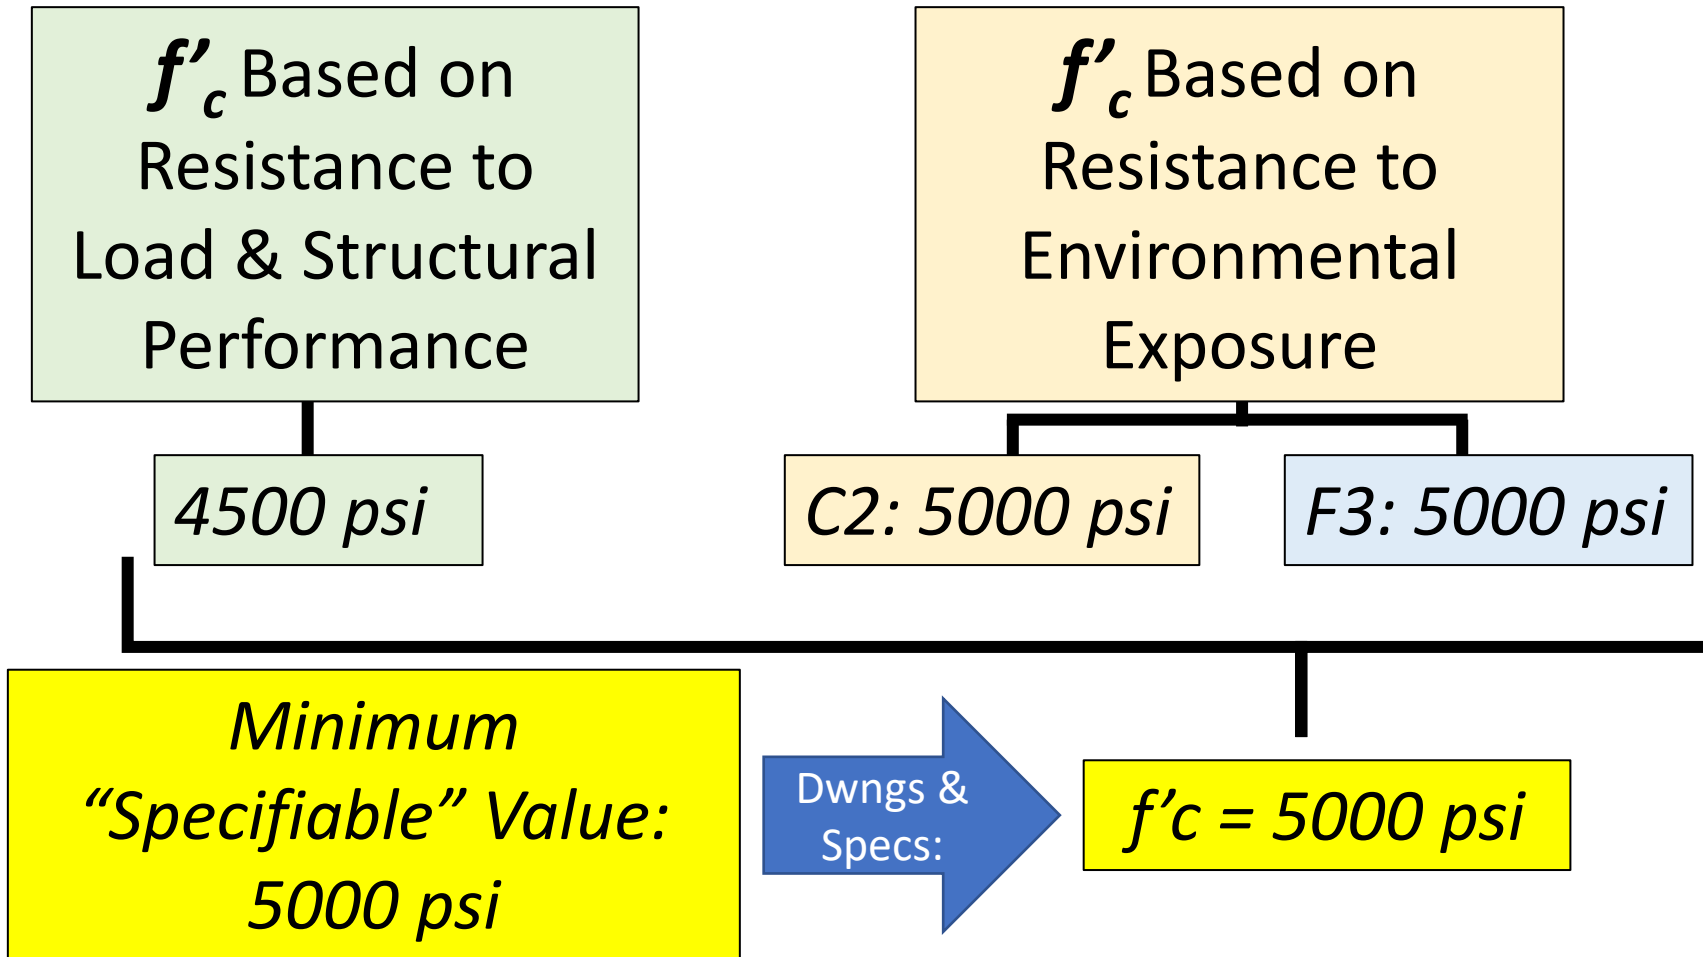 f’c Based on
Resistance to
Load & Structural
Performance
f’c Based on
Resistance to
Environmental
Exposure
4500 psi
C2: 5000 psi
F3: 5000 psi
Minimum
“Specifiable” Value:
5000 psi
Dwngs &
Specs:
f’c = 5000 psi